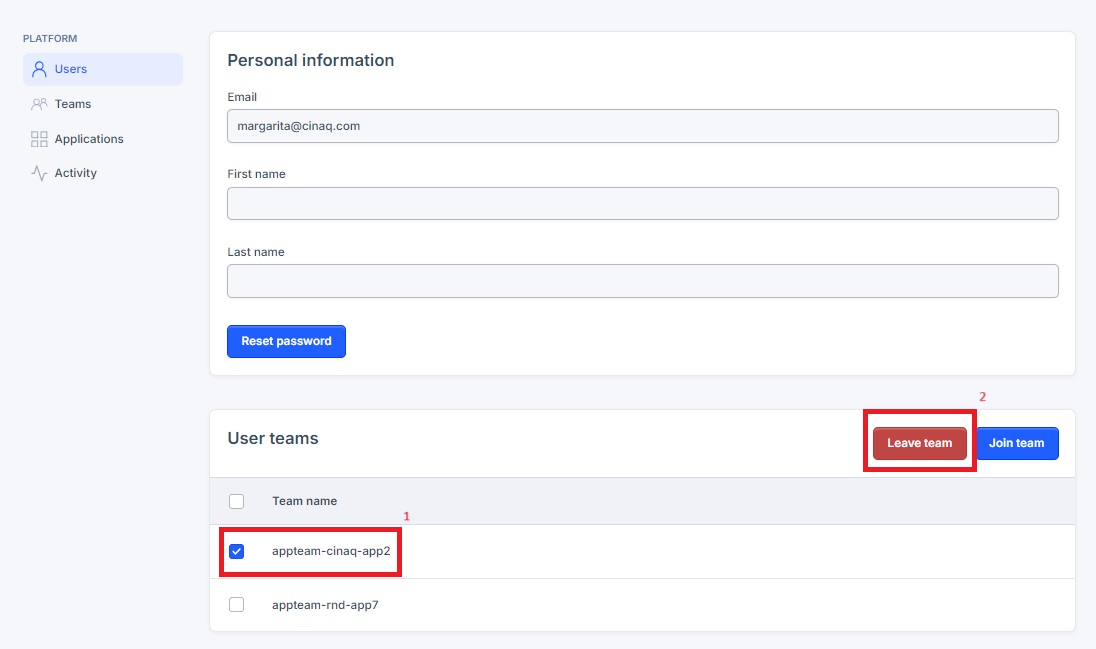 PLATFORM
Users
Teams
Applications
Activity
Personal information
Email
margarita@cinaq.com
First name
Last name
Reset password
2
User teams
Leave team
Join team
Team name
1
appteam-cinaq-app2
appteam-rnd-app7